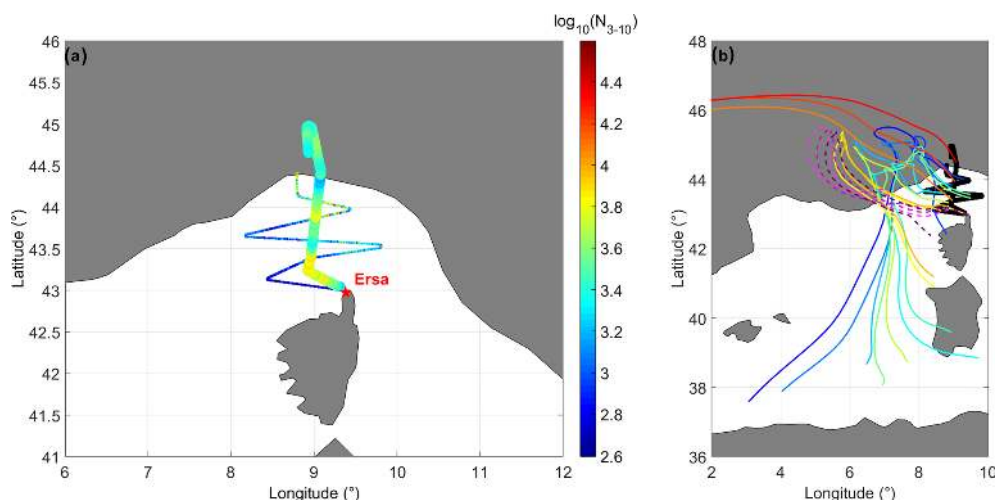 log₁₀(N₃₋₁₀)
(a)
46
45.5
45
44.5
44
43.5
43
42.5
42
41.5
41
Latitude (°)
6 7 8 9 10 11 12
Longitude (°)
Ersa
4.4
4.2
4
3.8
3.6
3.4
3.2
3
2.8
2.6
(b)
48
46
44
42
40
38
36
Latitude (°)
2 4 6 8 10
Longitude (°)